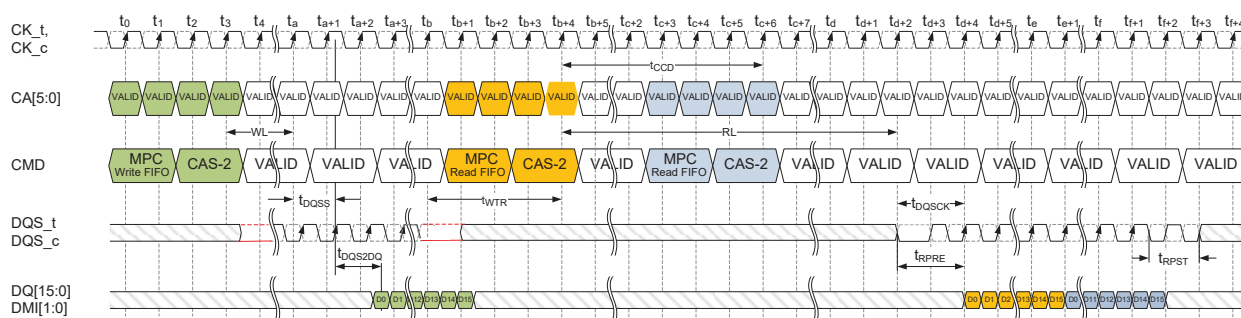 t0 t1 t2 t3 t4 ta ta+1 ta+2 ta+3 tb tb+1 tb+2 tb+3 tb+4 tb+5 tc+2 tc+3 tc+4 tc+5 tc+6 tc+7 td td+1 td+2 td+3 td+4 td+5 te te+1 tf tf+1 tf+2 tf+3 tf+4
CK_t,
CK_c
tCCD
CA[5:0] VALID VALID VALID VALID VALID VALID VALID VALID VALID VALID VALID VALID VALID VALID VALID VALID VALID VALID VALID VALID VALID VALID VALID VALID VALID VALID VALID VALID VALID VALID VALID VALID VALID VALID
WL RL
CMD MPC Write FIFO CAS-2 VALID VALID VALID MPC Read FIFO CAS-2 VALID MPC Read FIFO CAS-2 VALID VALID VALID VALID VALID VALID VALID
tDQSS tWTR tDQSCK
DQS_t
DQS_c
tDQS2DQ tRPRE tRPST
DQ[15:0] D0 D1 D12 D13 D14 D15 D0 D1 D2 D13 D14 D15 D0 D11 D12 D13 D14 D15
DMI[1:0]